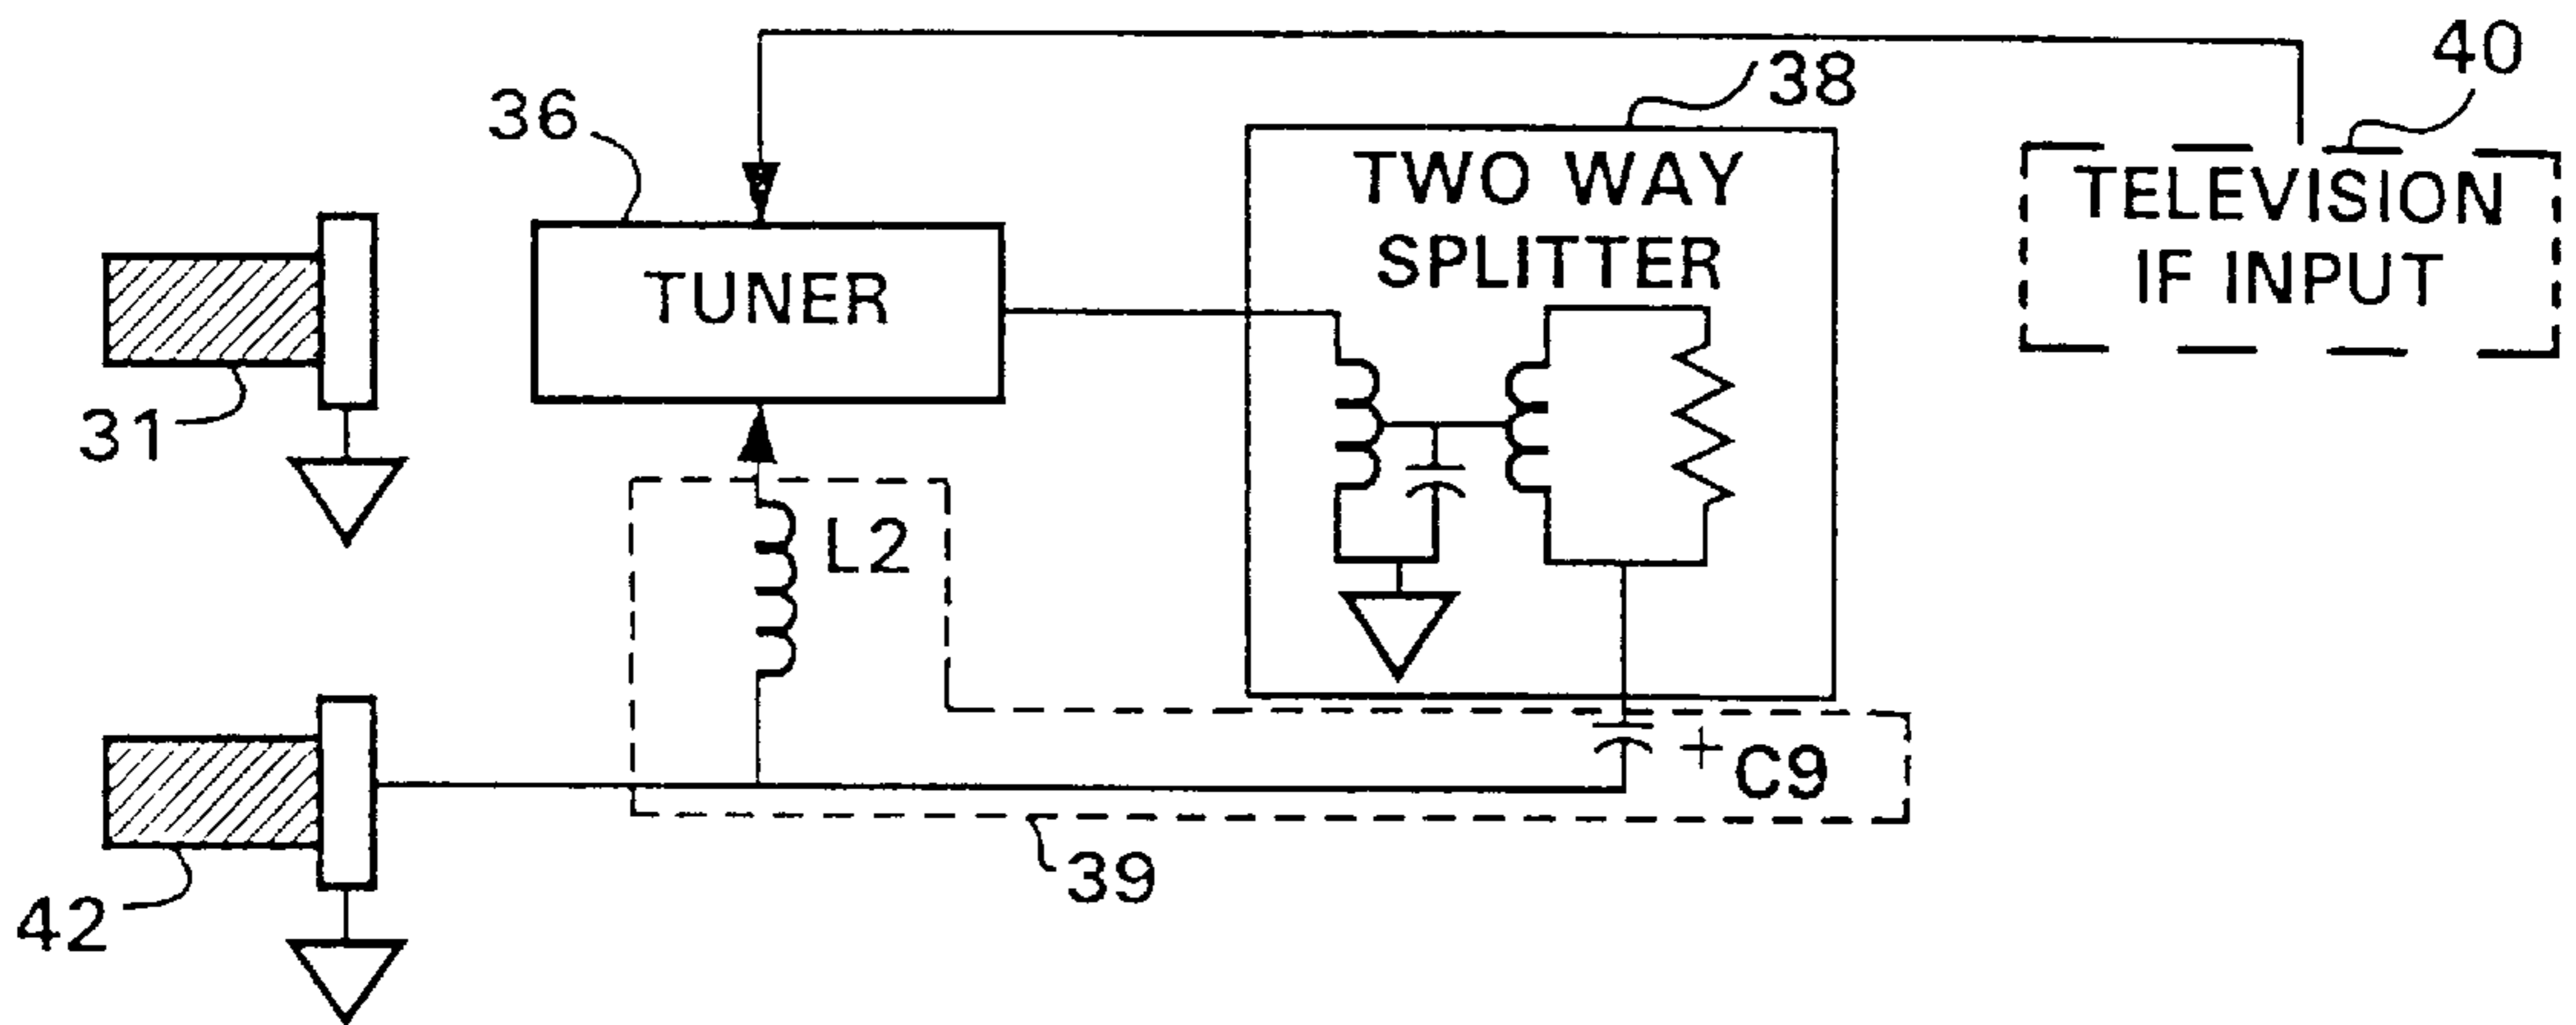 40
38
36
TWO WAY
SPLITTER
TELEVISION
IF INPUT
TUNER
31
L2
+
C9
39
42